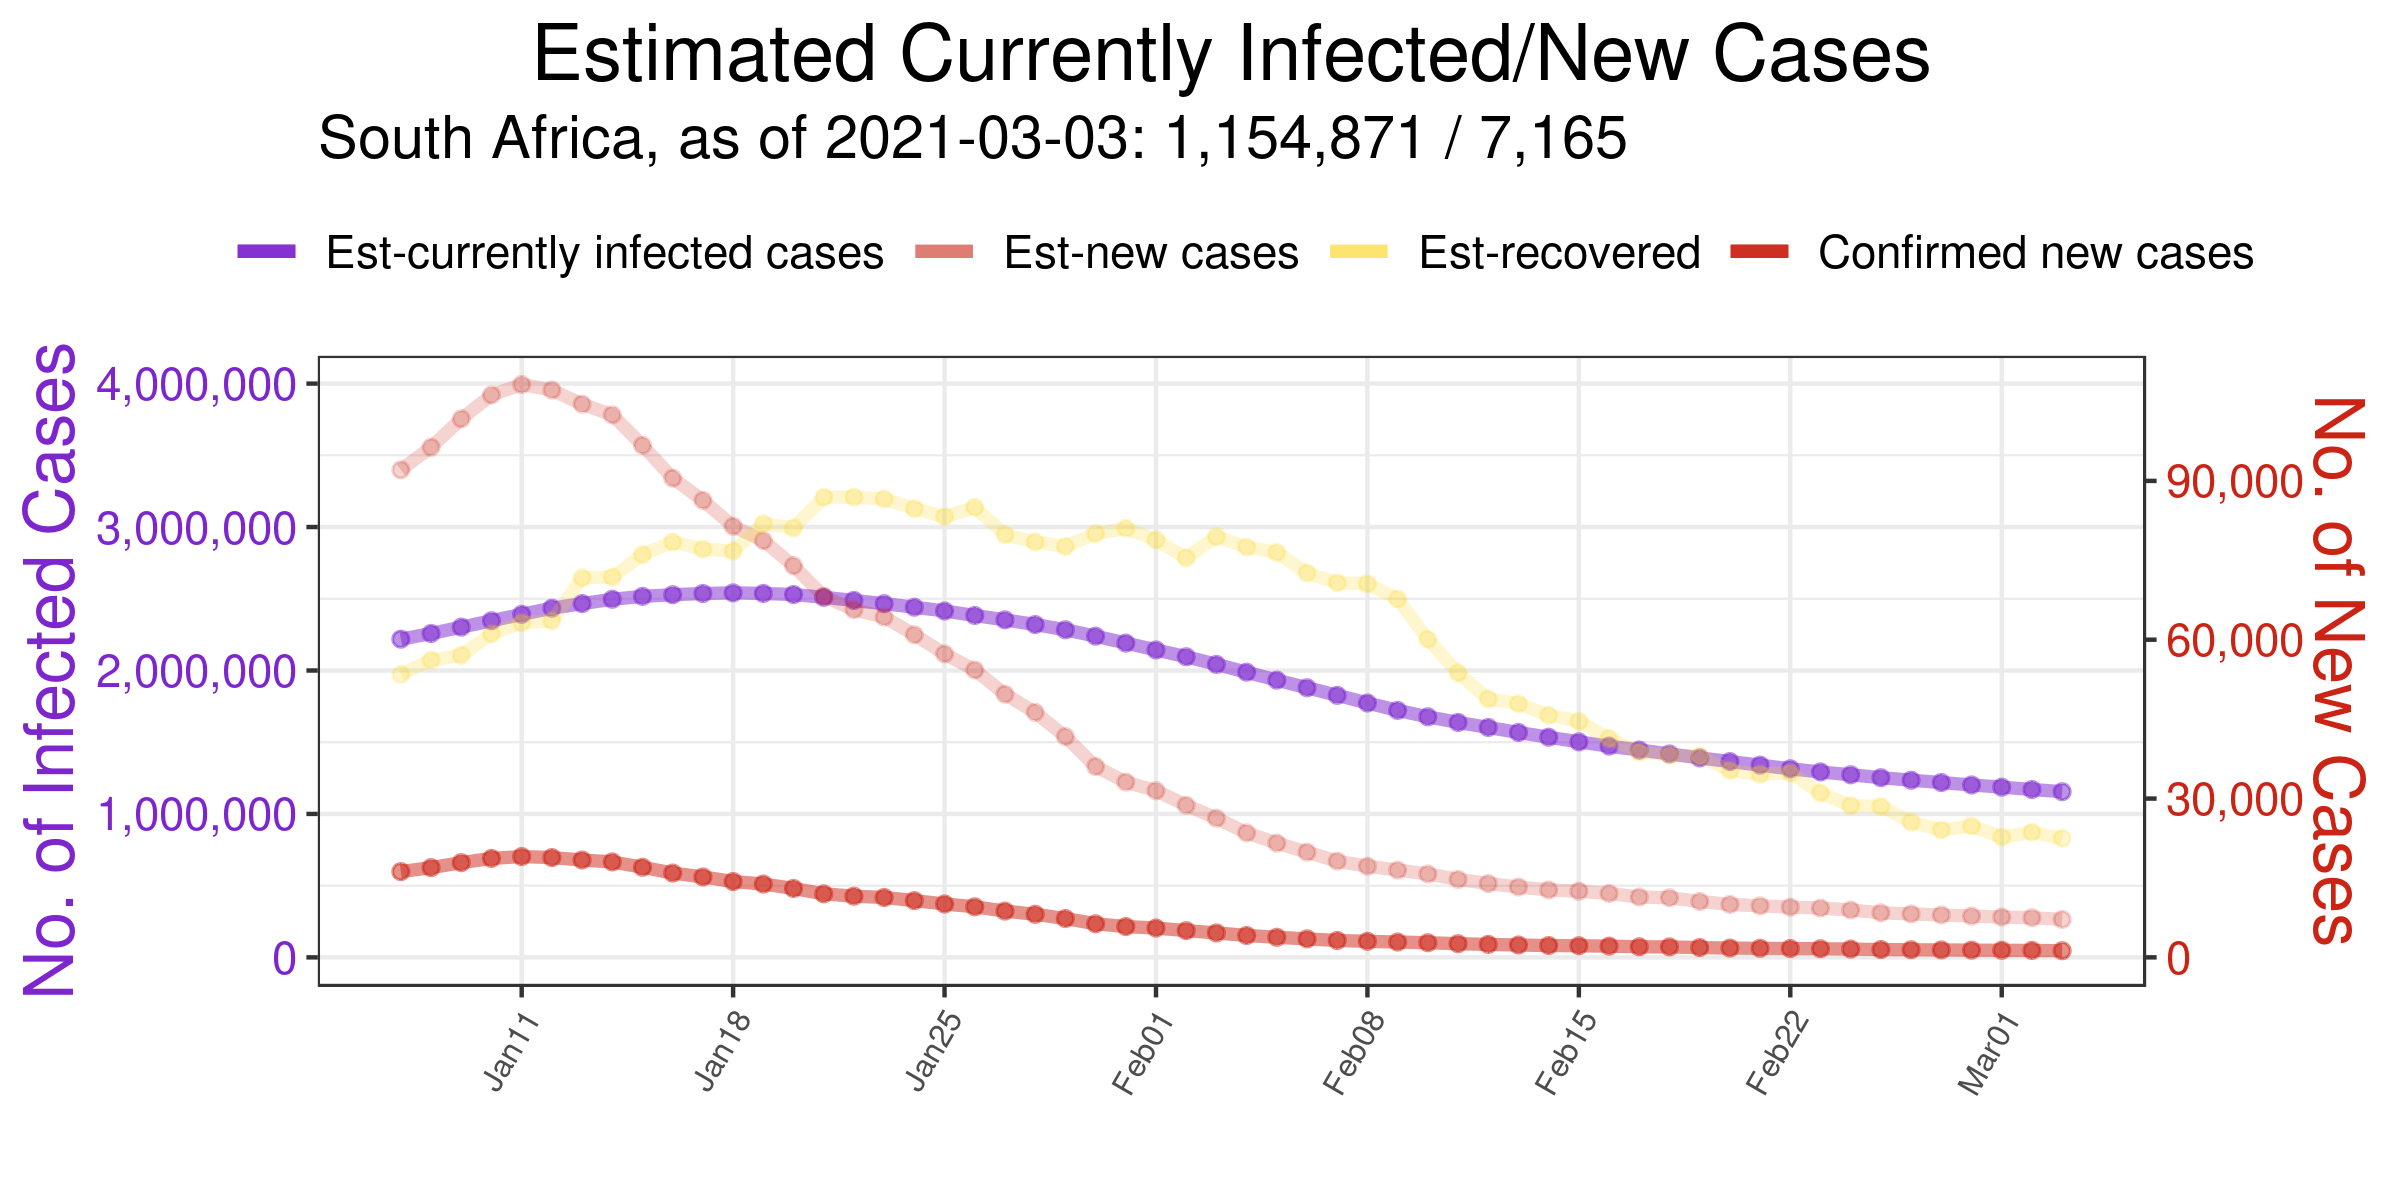 Estimated Currently Infected/New Cases
South Africa, as of 2021-03-03: 1,154,871 / 7,165
Est-currently infected cases
Est-new cases
Est-recovered
Confirmed new cases
No. of Infected Cases
4,000,000
3,000,000
2,000,000
1,000,000
0
90,000
60,000
30,000
0
No. of New Cases
Jan11
Jan18
Jan25
Feb01
Feb08
Feb15
Feb22
Mar01